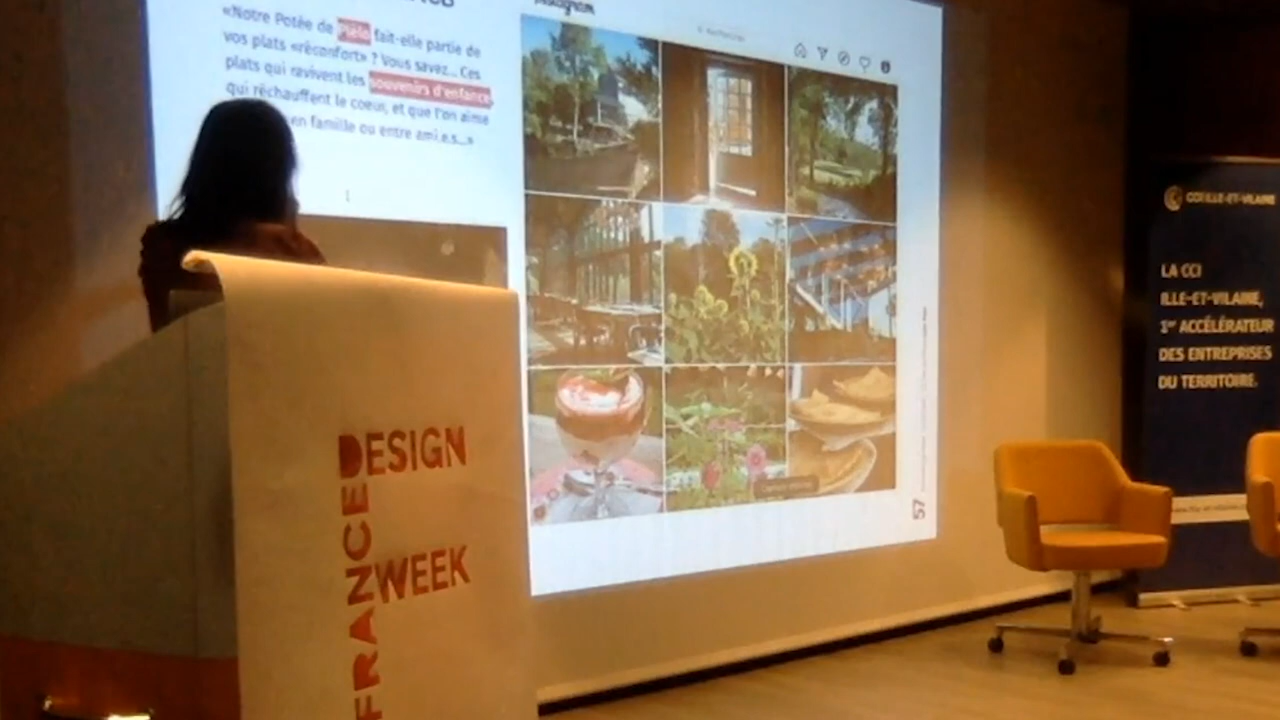 Instagram
«Notre Potée de Piélo fait-elle partie de
vos plats «réconfort» ? Vous savez... Ces
plats qui ravivent les souvenirs d'enfance,
qui réchauffent le coeur, et que l'on aime
en famille ou entre ami.e.s...»
57
FRANCE
DESIGN
WEEK
CCI ILLE-ET-VILAINE
LA CCI
ILLE-ET-VILAINE,
1er ACCÉLÉRATEUR
DES ENTREPRISES
DU TERRITOIRE.